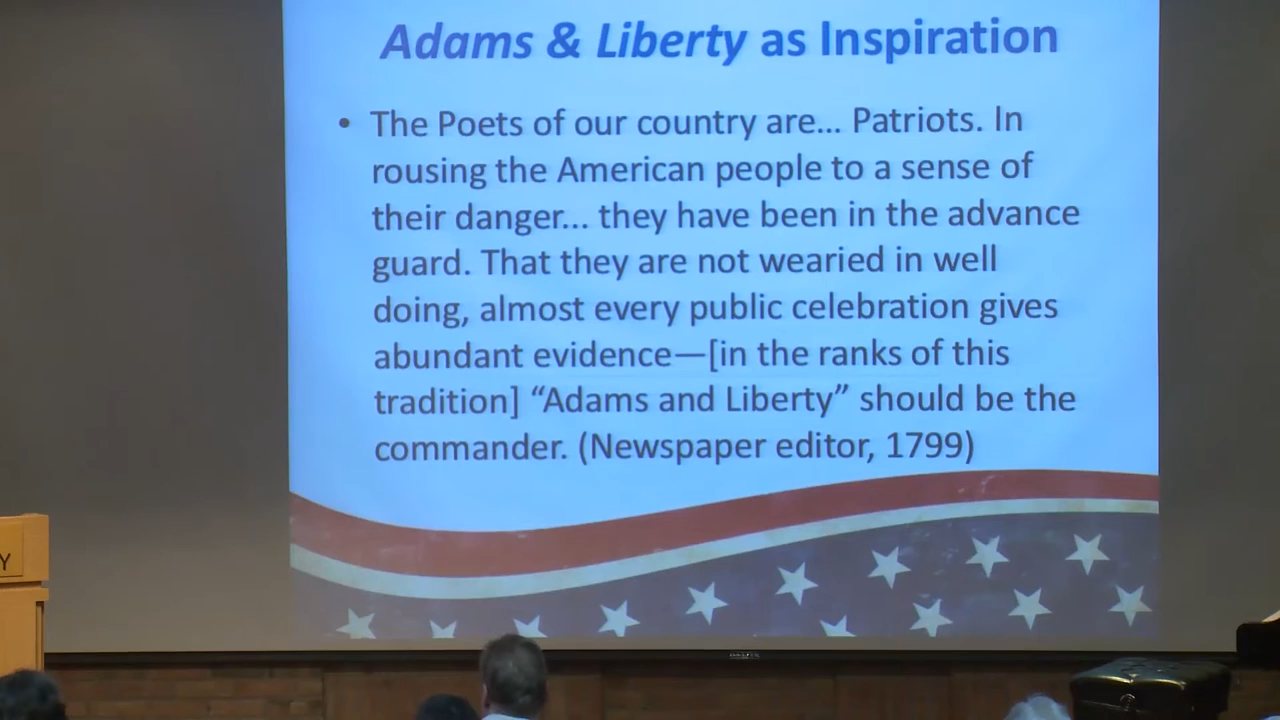 Adams & Liberty as Inspiration
• The Poets of our country are... Patriots. In
rousing the American people to a sense of
their danger... they have been in the advance
guard. That they are not wearied in well
doing, almost every public celebration gives
abundant evidence—[in the ranks of this
tradition] “Adams and Liberty” should be the
commander. (Newspaper editor, 1799)
Y